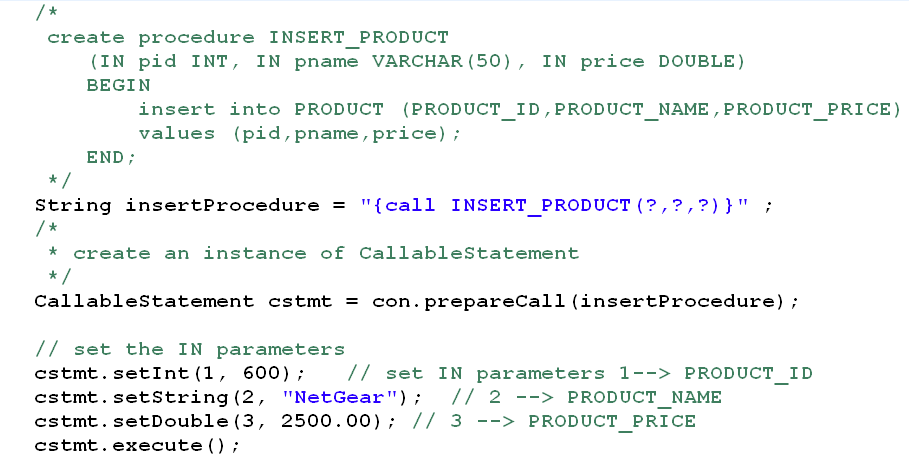 /*
 create procedure INSERT_PRODUCT
    (IN pid INT, IN pname VARCHAR(50), IN price DOUBLE)
    BEGIN
        insert into PRODUCT (PRODUCT_ID,PRODUCT_NAME,PRODUCT_PRICE)
        values (pid,pname,price);
    END;
 */
String insertProcedure = "{call INSERT_PRODUCT(?,?,?)}" ;
/*
 * create an instance of CallableStatement
 */
CallableStatement cstmt = con.prepareCall(insertProcedure);

// set the IN parameters
cstmt.setInt(1, 600);   // set IN parameters 1--> PRODUCT_ID
cstmt.setString(2, "NetGear");  // 2 --> PRODUCT_NAME
cstmt.setDouble(3, 2500.00); // 3 --> PRODUCT_PRICE
cstmt.execute();